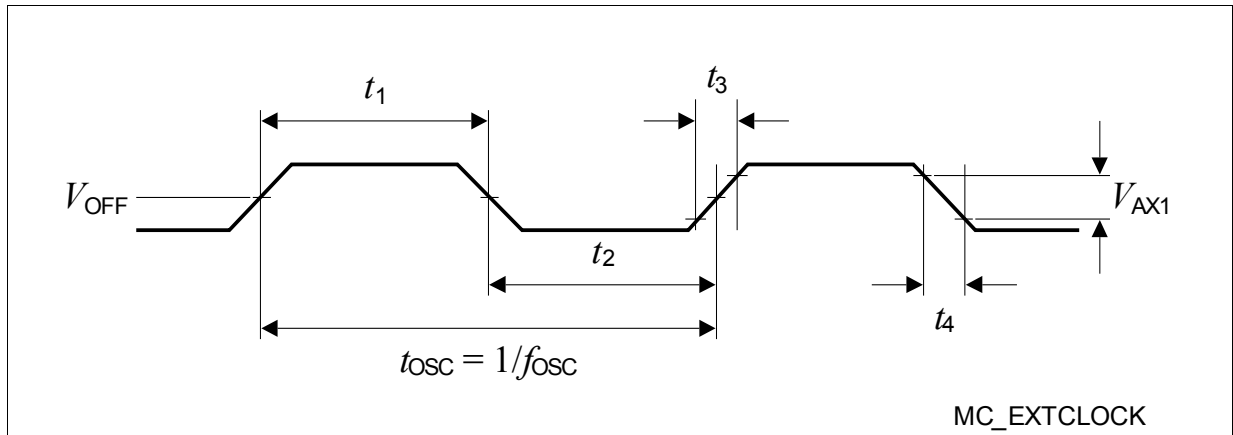 t1
t3
VOFF
VAX1
t2
t4
tOSC = 1/fOSC
MC_EXTCLOCK